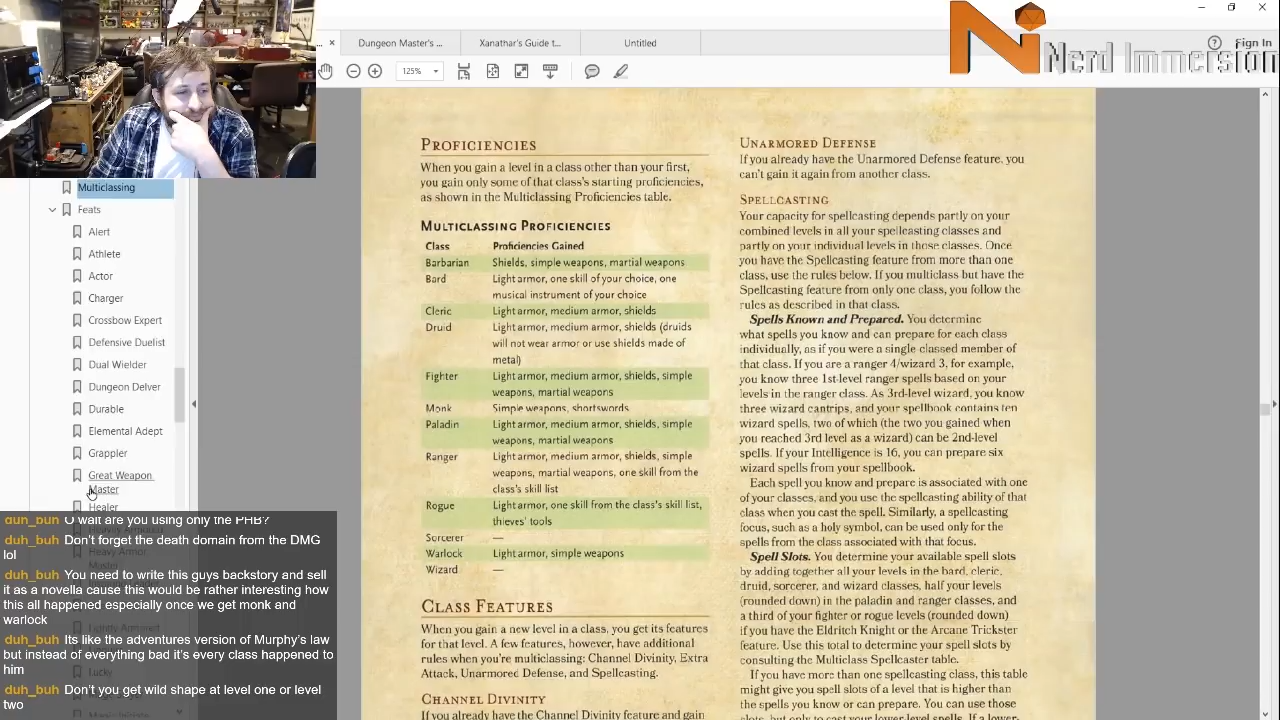 Dungeon Master's ...
Xanathar's Guide t...
Untitled
Sign In
Nerd Immersion
125%
Multiclassing
Feats
Alert
Athlete
Actor
Charger
Crossbow Expert
Defensive Duelist
Dual Wielder
Dungeon Delver
Durable
Elemental Adept
Grappler
Great Weapon
Master
Healer
Lucky
duh_buh O wait are you using only the PHB?
duh_buh Don't forget the death domain from the DMG
lol
duh_buh You need to write this guys backstory and sell
it as a novella cause this would be rather interesting how
this all happened especially once we get monk and
warlock
duh_buh Its like the adventures version of Murphy's law
but instead of everything bad it's every class happened to
him
duh_buh Don't you get wild shape at level one or level
two
PROFICIENCIES
When you gain a level in a class other than your first,
you gain only some of that class's starting proficiencies,
as shown in the Multiclassing Proficiencies table.
MULTICLASSING PROFICIENCIES
Class Proficiencies Gained
Barbarian Shields, simple weapons, martial weapons
Bard Light armor, one skill of your choice, one
musical instrument of your choice
Cleric Light armor, medium armor, shields
Druid Light armor, medium armor, shields (druids
will not wear armor or use shields made of
metal)
Fighter Light armor, medium armor, shields, simple
weapons, martial weapons
Monk Simple weapons, shortswords
Paladin Light armor, medium armor, shields, simple
weapons, martial weapons
Ranger Light armor, medium armor, shields, simple
weapons, martial weapons, one skill from the
class's skill list
Rogue Light armor, one skill from the class's skill list,
thieves' tools
Sorcerer —
Warlock Light armor, simple weapons
Wizard —
CLASS FEATURES
When you gain a new level in a class, you get its features
for that level. A few features, however, have additional
rules when you're multiclassing: Channel Divinity, Extra
Attack, Unarmored Defense, and Spellcasting.
CHANNEL DIVINITY
If you already have the Channel Divinity feature and gain
UNARMORED DEFENSE
If you already have the Unarmored Defense feature, you
can't gain it again from another class.
SPELLCASTING
Your capacity for spellcasting depends partly on your
combined levels in all your spellcasting classes and
partly on your individual levels in those classes. Once
you have the Spellcasting feature from more than one
class, use the rules below. If you multiclass but have the
Spellcasting feature from only one class, you follow the
rules as described in that class.
Spells Known and Prepared. You determine
what spells you know and can prepare for each class
individually, as if you were a single-classed member of
that class. If you are a ranger 4/wizard 3, for example,
you know three 1st-level ranger spells based on your
levels in the ranger class. As 3rd-level wizard, you know
three wizard cantrips, and your spellbook contains ten
wizard spells, two of which (the two you gained when
you reached 3rd level as a wizard) can be 2nd-level
spells. If your Intelligence is 16, you can prepare six
wizard spells from your spellbook.
Each spell you know and prepare is associated with one
of your classes, and you use the spellcasting ability of that
class when you cast the spell. Similarly, a spellcasting
focus, such as a holy symbol, can be used only for the
spells from the class associated with that focus.
Spell Slots. You determine your available spell slots
by adding together all your levels in the bard, cleric,
druid, sorcerer, and wizard classes, half your levels
(rounded down) in the paladin and ranger classes, and
a third of your fighter or rogue levels (rounded down)
if you have the Eldritch Knight or the Arcane Trickster
feature. Use this total to determine your spell slots by
consulting the Multiclass Spellcaster table.
If you have more than one spellcasting class, this table
might give you spell slots of a level that is higher than
the spells you know or can prepare. You can use those
slots, but only to cast your lower-level spells. If a lower-